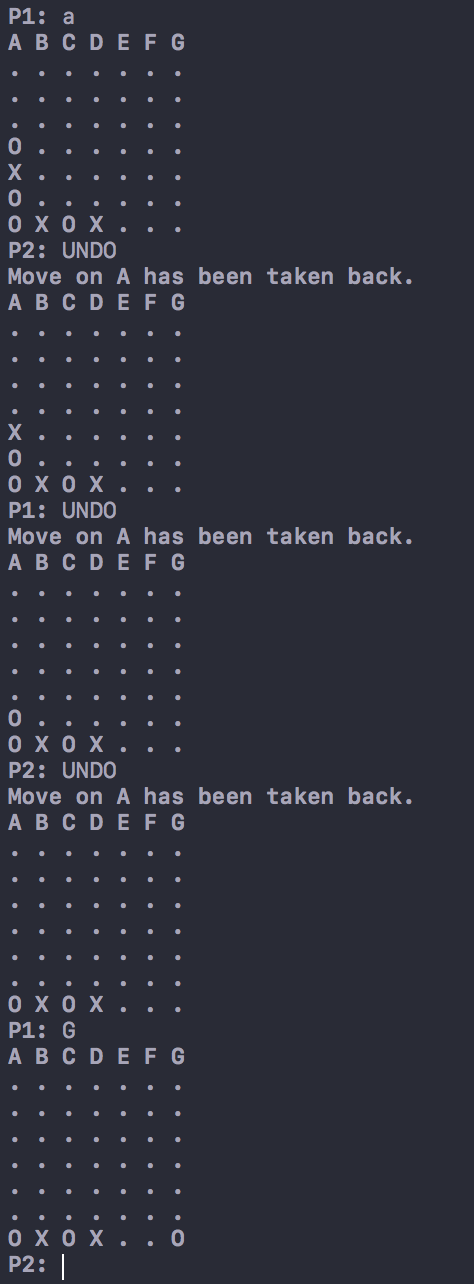 P1: a
A B C D E F G
. . . . . . .
. . . . . . .
. . . . . . .
O . . . . . .
X . . . . . .
O . . . . . .
O X O X . . .
P2: UNDO
Move on A has been taken back.
A B C D E F G
. . . . . . .
. . . . . . .
. . . . . . .
. . . . . . .
X . . . . . .
O . . . . . .
O X O X . . .
P1: UNDO
Move on A has been taken back.
A B C D E F G
. . . . . . .
. . . . . . .
. . . . . . .
. . . . . . .
. . . . . . .
O . . . . . .
O X O X . . .
P2: UNDO
Move on A has been taken back.
A B C D E F G
. . . . . . .
. . . . . . .
. . . . . . .
. . . . . . .
. . . . . . .
. . . . . . .
O X O X . . .
P1: G
A B C D E F G
. . . . . . .
. . . . . . .
. . . . . . .
. . . . . . .
. . . . . . .
. . . . . . .
O X O X . . O
P2: